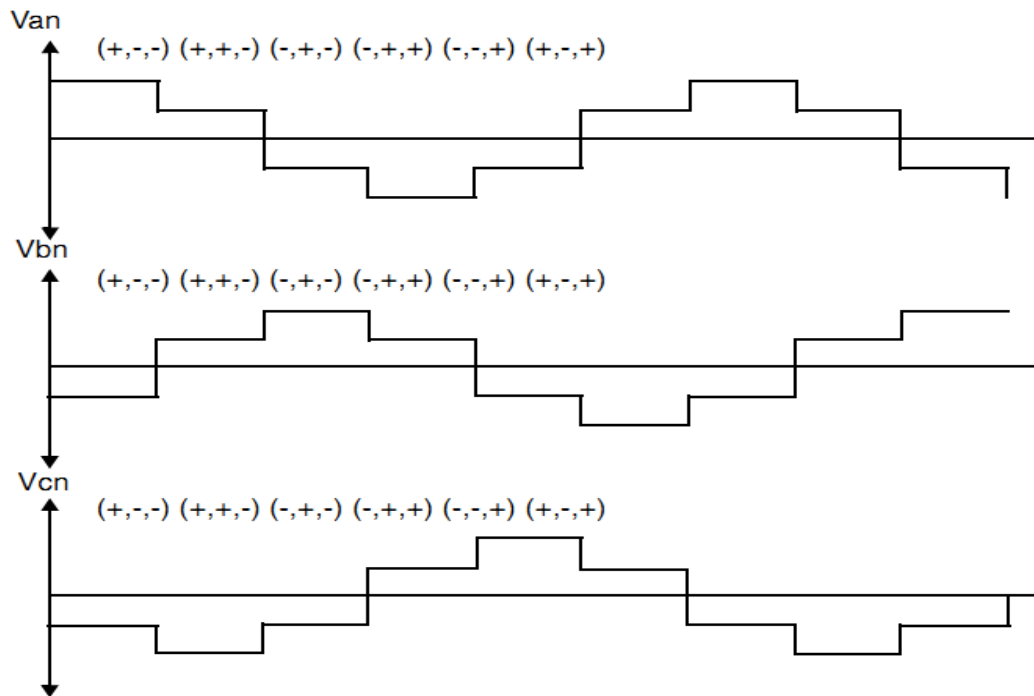 Van
(+,-,-) (+,+,-) (-,+,-) (-,+,+) (-,-,+) (+,-,+)
Vbn
(+,-,-) (+,+,-) (-,+,-) (-,+,+) (-,-,+) (+,-,+)
Vcn
(+,-,-) (+,+,-) (-,+,-) (-,+,+) (-,-,+) (+,-,+)